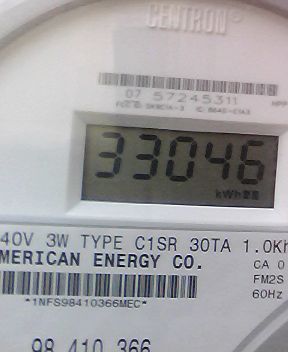 CENTRON®
07 57245311
33046
kWh
40V 3W TYPE C1SR 30TA 1.0Kh
MERICAN ENERGY CO.
CA 0
FM2S
*1NFS98410366MEC*
60Hz
98 410 366